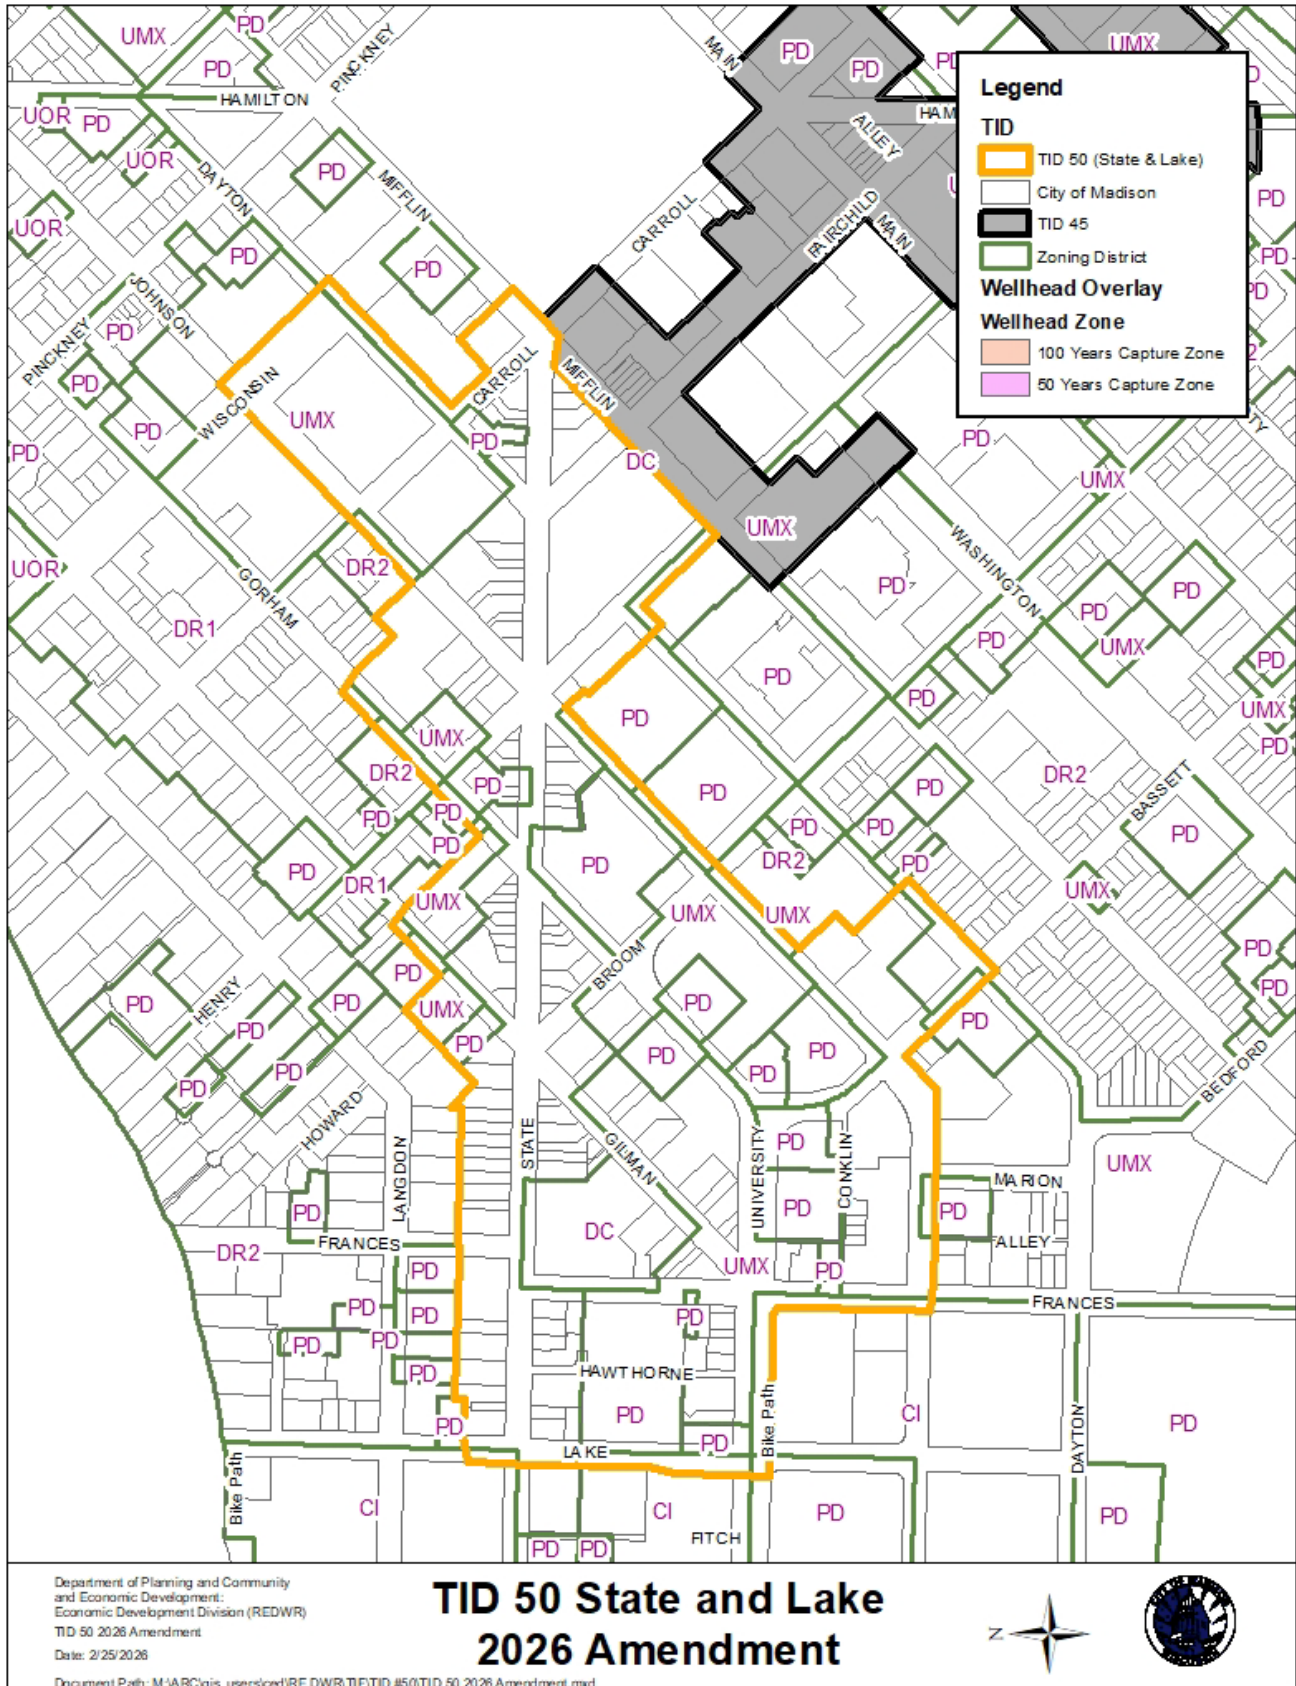 UMX
PD
PINCKNEY
MAIN
PD
UMX
PD
PD
PD
HAMILTON
UOR
PD
UOR
ALLEY
Legend
TID
TID 50 (State & Lake)
City of Madison
TID 45
Zoning District
Wellhead Overlay
Wellhead Zone
100 Years Capture Zone
50 Years Capture Zone
DAYTON
PD
MIFFLIN
CARROLL
FAIRCHILD
MAIN
PD
UOR
PD
PD
PD
JOHNSON
PD
PINCKNEY
PD
PD
WISCONSIN
UMX
CARROLL
MIFFLIN
PD
PD
DC
PD
UMX
UMX
WASHINGTON
UOR
DR2
GORHAM
PD
PD
PD
DR1
PD
UMX
PD
PD
PD
PD
UMX
UMX
PD
PD
DR2
PD
PD
PD
DR2
BASSETT
PD
PD
PD
PD
PD
PD
DR2
PD
PD
PD
DR1
UMX
UMX
UMX
UMX
PD
BROOM
PD
PD
PD
HENRY
PD
PD
UMX
PD
PD
PD
PD
PD
PD
PD
PD
PD
PD
BEDFORD
HOWARD
LANGDON
STATE
GILMAN
UNIVERSITY
PD
CONKLIN
UMX
MARION
PD
PD
PD
ALLEY
DR2
FRANCES
DC
UMX
PD
PD
FRANCES
PD
PD
PD
PD
PD
PD
HAWTHORNE
Bike Path
PD
PD
PD
CI
DAYTON
PD
LAKE
Bike Path
CI
CI
PD
PD
PD
PD
FITCH
Department of Planning and Community
and Economic Development:
Economic Development Division (REDWR)
TID 50 2026 Amendment
Date: 2/25/2026
TID 50 State and Lake
2026 Amendment
N